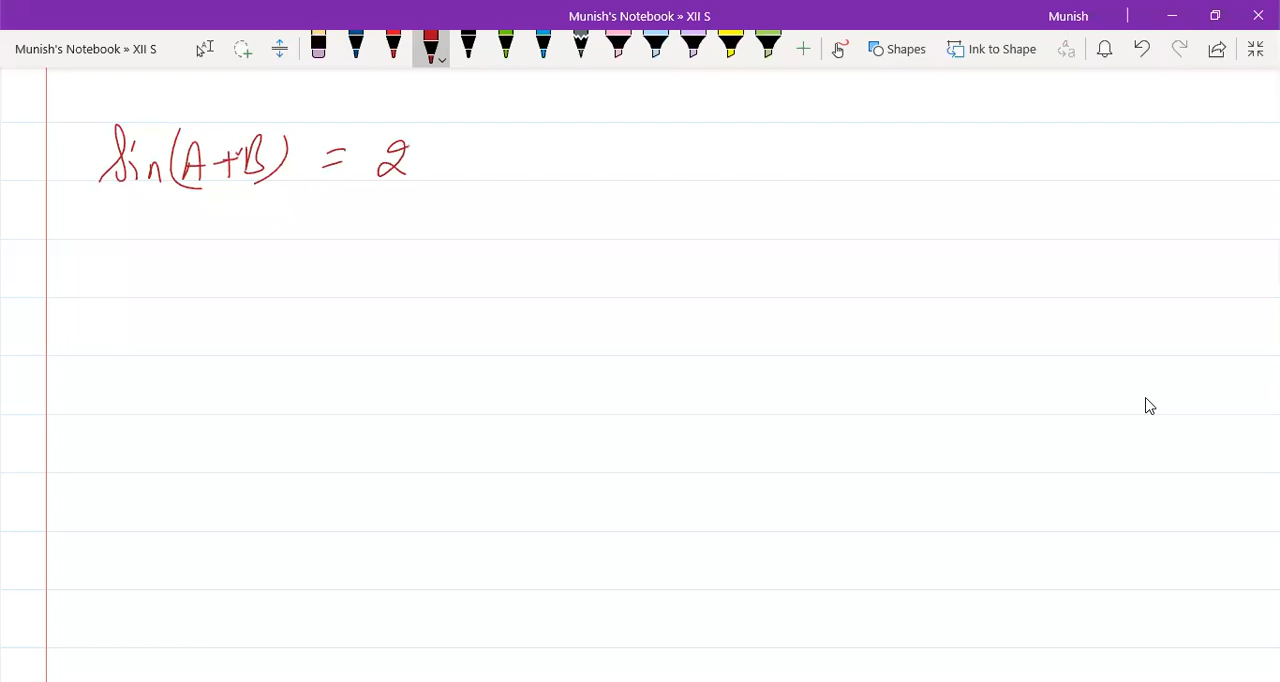 Munish's Notebook » XII S
Munish
Munish's Notebook » XII S
Shapes
Ink to Shape
Sin(A+B) = 2